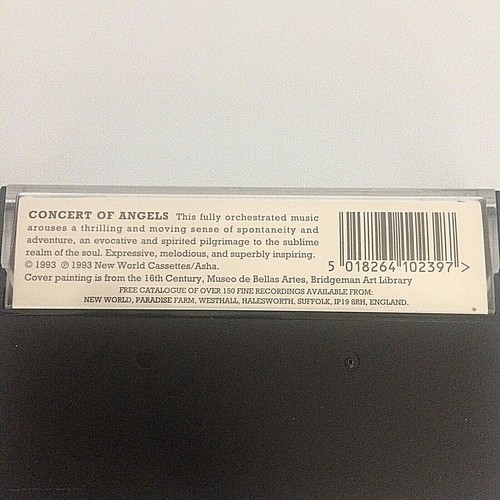 CONCERT OF ANGELS This fully orchestrated music
arouses a thrilling and moving sense of spontaneity and
adventure, an evocative and spirited pilgrimage to the sublime
realm of the soul. Expressive, melodious, and superbly inspiring.
© 1993 ℗ 1993 New World Cassettes/Asha.
Cover painting is from the 16th Century, Museo de Bellas Artes, Bridgeman Art Library
FREE CATALOGUE OF OVER 150 FINE RECORDINGS AVAILABLE FROM:
NEW WORLD, PARADISE FARM, WESTHALL, HALESWORTH, SUFFOLK, IP19 8RH, ENGLAND.
5 018264 102397 >